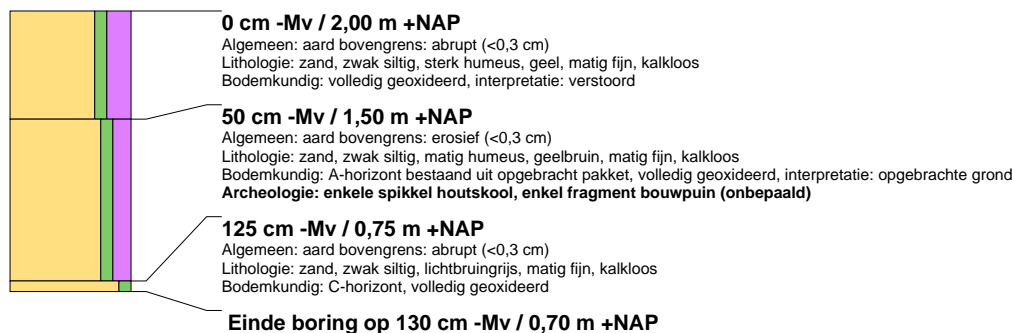 0 cm -Mv / 2,00 m +NAP
Algemeen: aard bovengrens: abrupt (<0,3 cm)
Lithologie: zand, zwak siltig, sterk humeus, geel, matig fijn, kalkloos
Bodemkundig: volledig geoxideerd, interpretatie: verstoord
50 cm -Mv / 1,50 m +NAP
Algemeen: aard bovengrens: erosief (<0,3 cm)
Lithologie: zand, zwak siltig, matig humeus, geelbruin, matig fijn, kalkloos
Bodemkundig: A-horizont bestaand uit opgebracht pakket, volledig geoxideerd, interpretatie: opgebrachte grond
Archeologie: enkele spikkel houtskool, enkel fragment bouwpuin (onbepaald)
125 cm -Mv / 0,75 m +NAP
Algemeen: aard bovengrens: abrupt (<0,3 cm)
Lithologie: zand, zwak siltig, lichtbruingrijs, matig fijn, kalkloos
Bodemkundig: C-horizont, volledig geoxideerd
Einde boring op 130 cm -Mv / 0,70 m +NAP